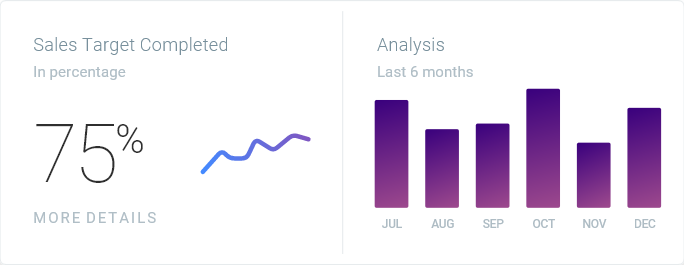 Sales Target Completed
In percentage
75%
MORE DETAILS
Analysis
Last 6 months
JUL AUG SEP OCT NOV DEC